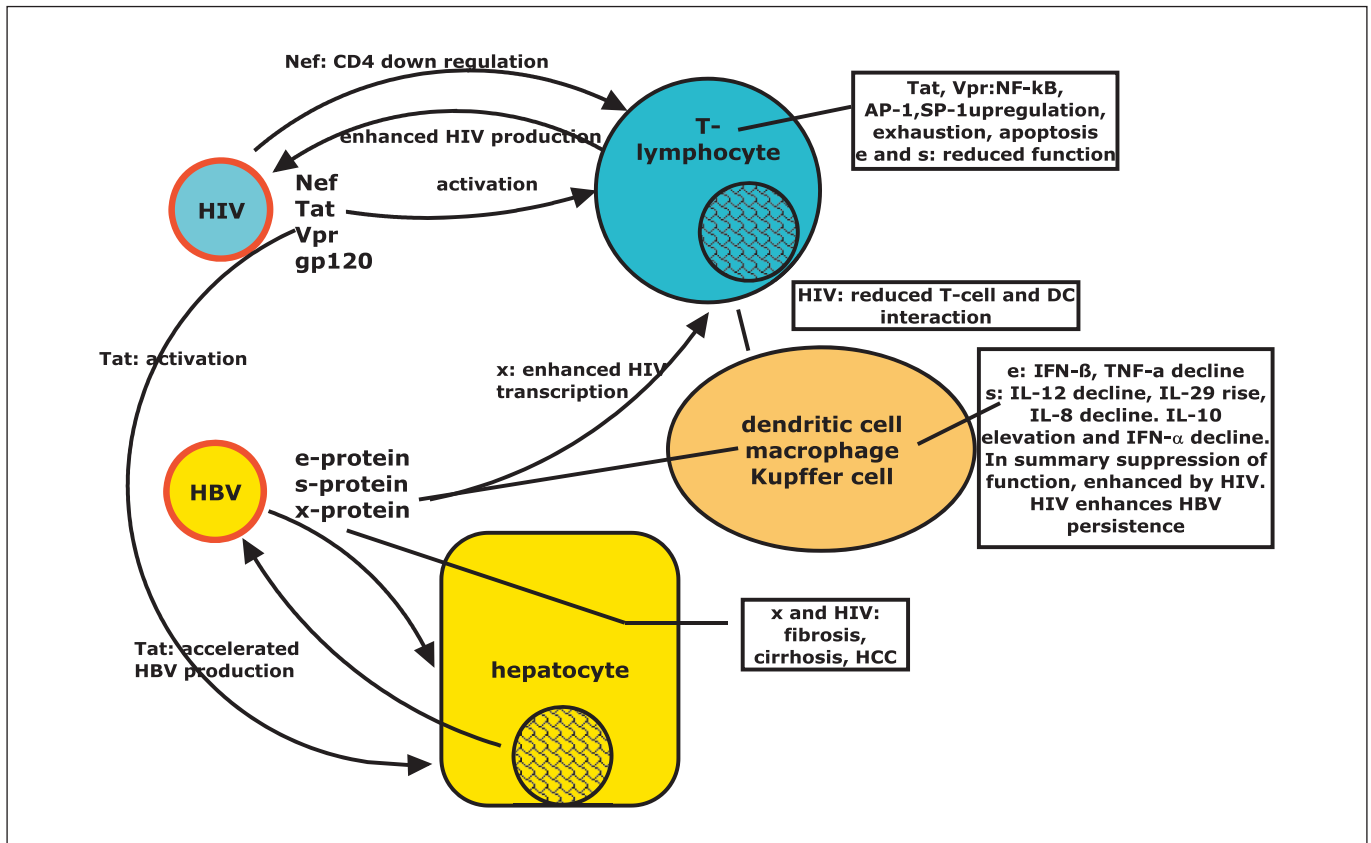 Nef: CD4 down regulation
enhanced HIV production
activation
HIV
Nef
Tat
Vpr
gp120
T-
lymphocyte
Tat, Vpr:NF-kB,
AP-1,SP-1upregulation,
exhaustion, apoptosis
e and s: reduced function
HIV: reduced T-cell and DC
interaction
Tat: activation
x: enhanced HIV
transcription
dendritic cell
macrophage
Kupffer cell
e: IFN-ß, TNF-a decline
s: IL-12 decline, IL-29 rise,
IL-8 decline. IL-10
elevation and IFN-α decline.
In summary suppression of
function, enhanced by HIV.
HIV enhances HBV
persistence
HBV
e-protein
s-protein
x-protein
x and HIV:
fibrosis,
cirrhosis, HCC
Tat: accelerated
HBV production
hepatocyte